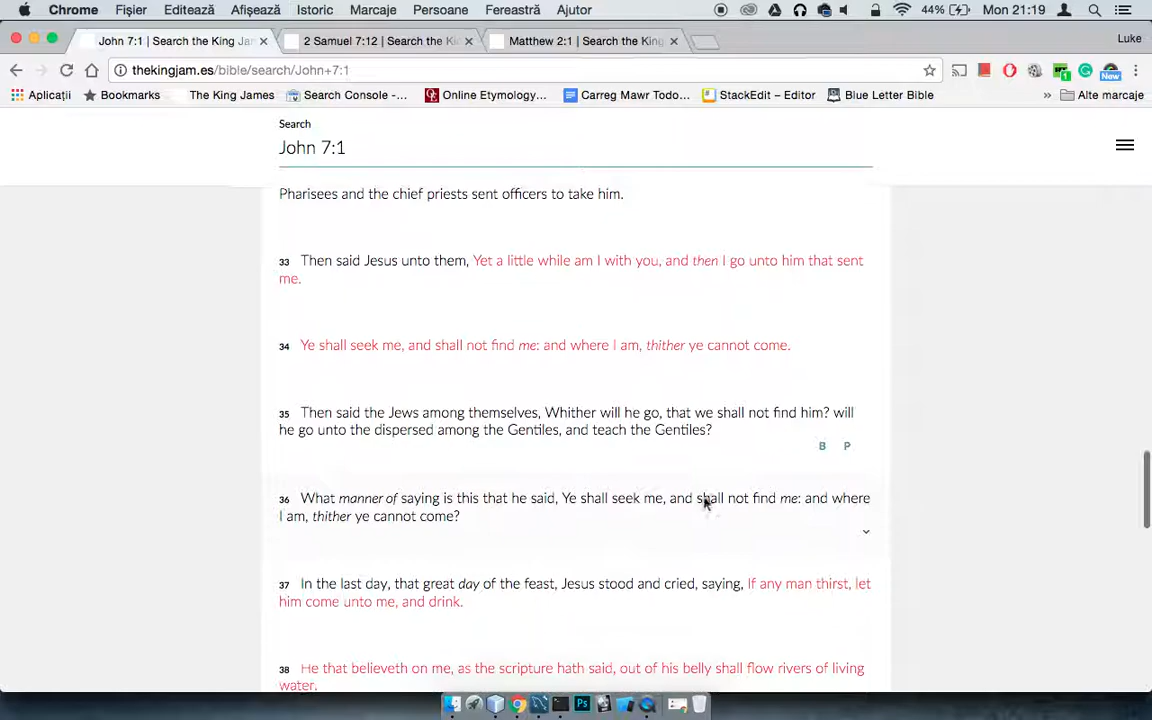 Chrome Fișier Editează Afișează Istoric Marcaje Persoane Fereastră Ajutor 44% Mon 21:19
John 7:1 | Search the King Jam 2 Samuel 7:12 | Search the Ki Matthew 2:1 | Search the King Luke
thekingjam.es/bible/search/John+7:1
Aplicații Bookmarks The King James Search Console -... Online Etymology... Carreg Mawr Todo... StackEdit – Editor Blue Letter Bible » Alte marcaje
1
New
Search
John 7:1
Pharisees and the chief priests sent officers to take him.
33 Then said Jesus unto them, Yet a little while am I with you, and then I go unto him that sent
me.
34 Ye shall seek me, and shall not find me: and where I am, thither ye cannot come.
35 Then said the Jews among themselves, Whither will he go, that we shall not find him? will
he go unto the dispersed among the Gentiles, and teach the Gentiles?
B P
36 What manner of saying is this that he said, Ye shall seek me, and shall not find me: and where
I am, thither ye cannot come?
37 In the last day, that great day of the feast, Jesus stood and cried, saying, If any man thirst, let
him come unto me, and drink.
38 He that believeth on me, as the scripture hath said, out of his belly shall flow rivers of living
water.
Ps